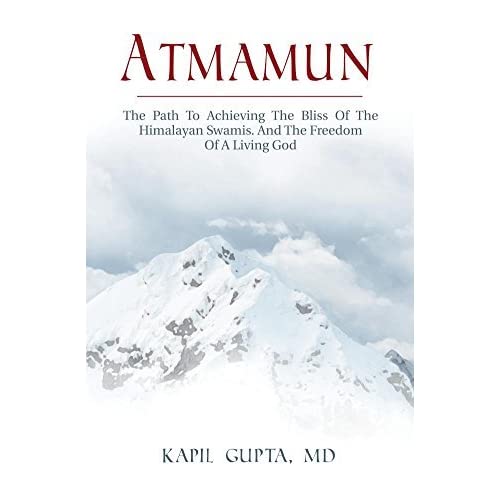 ATMAMUN
The Path To Achieving The Bliss Of The
Himalayan Swamis. And The Freedom
Of A Living God
KAPIL GUPTA, MD